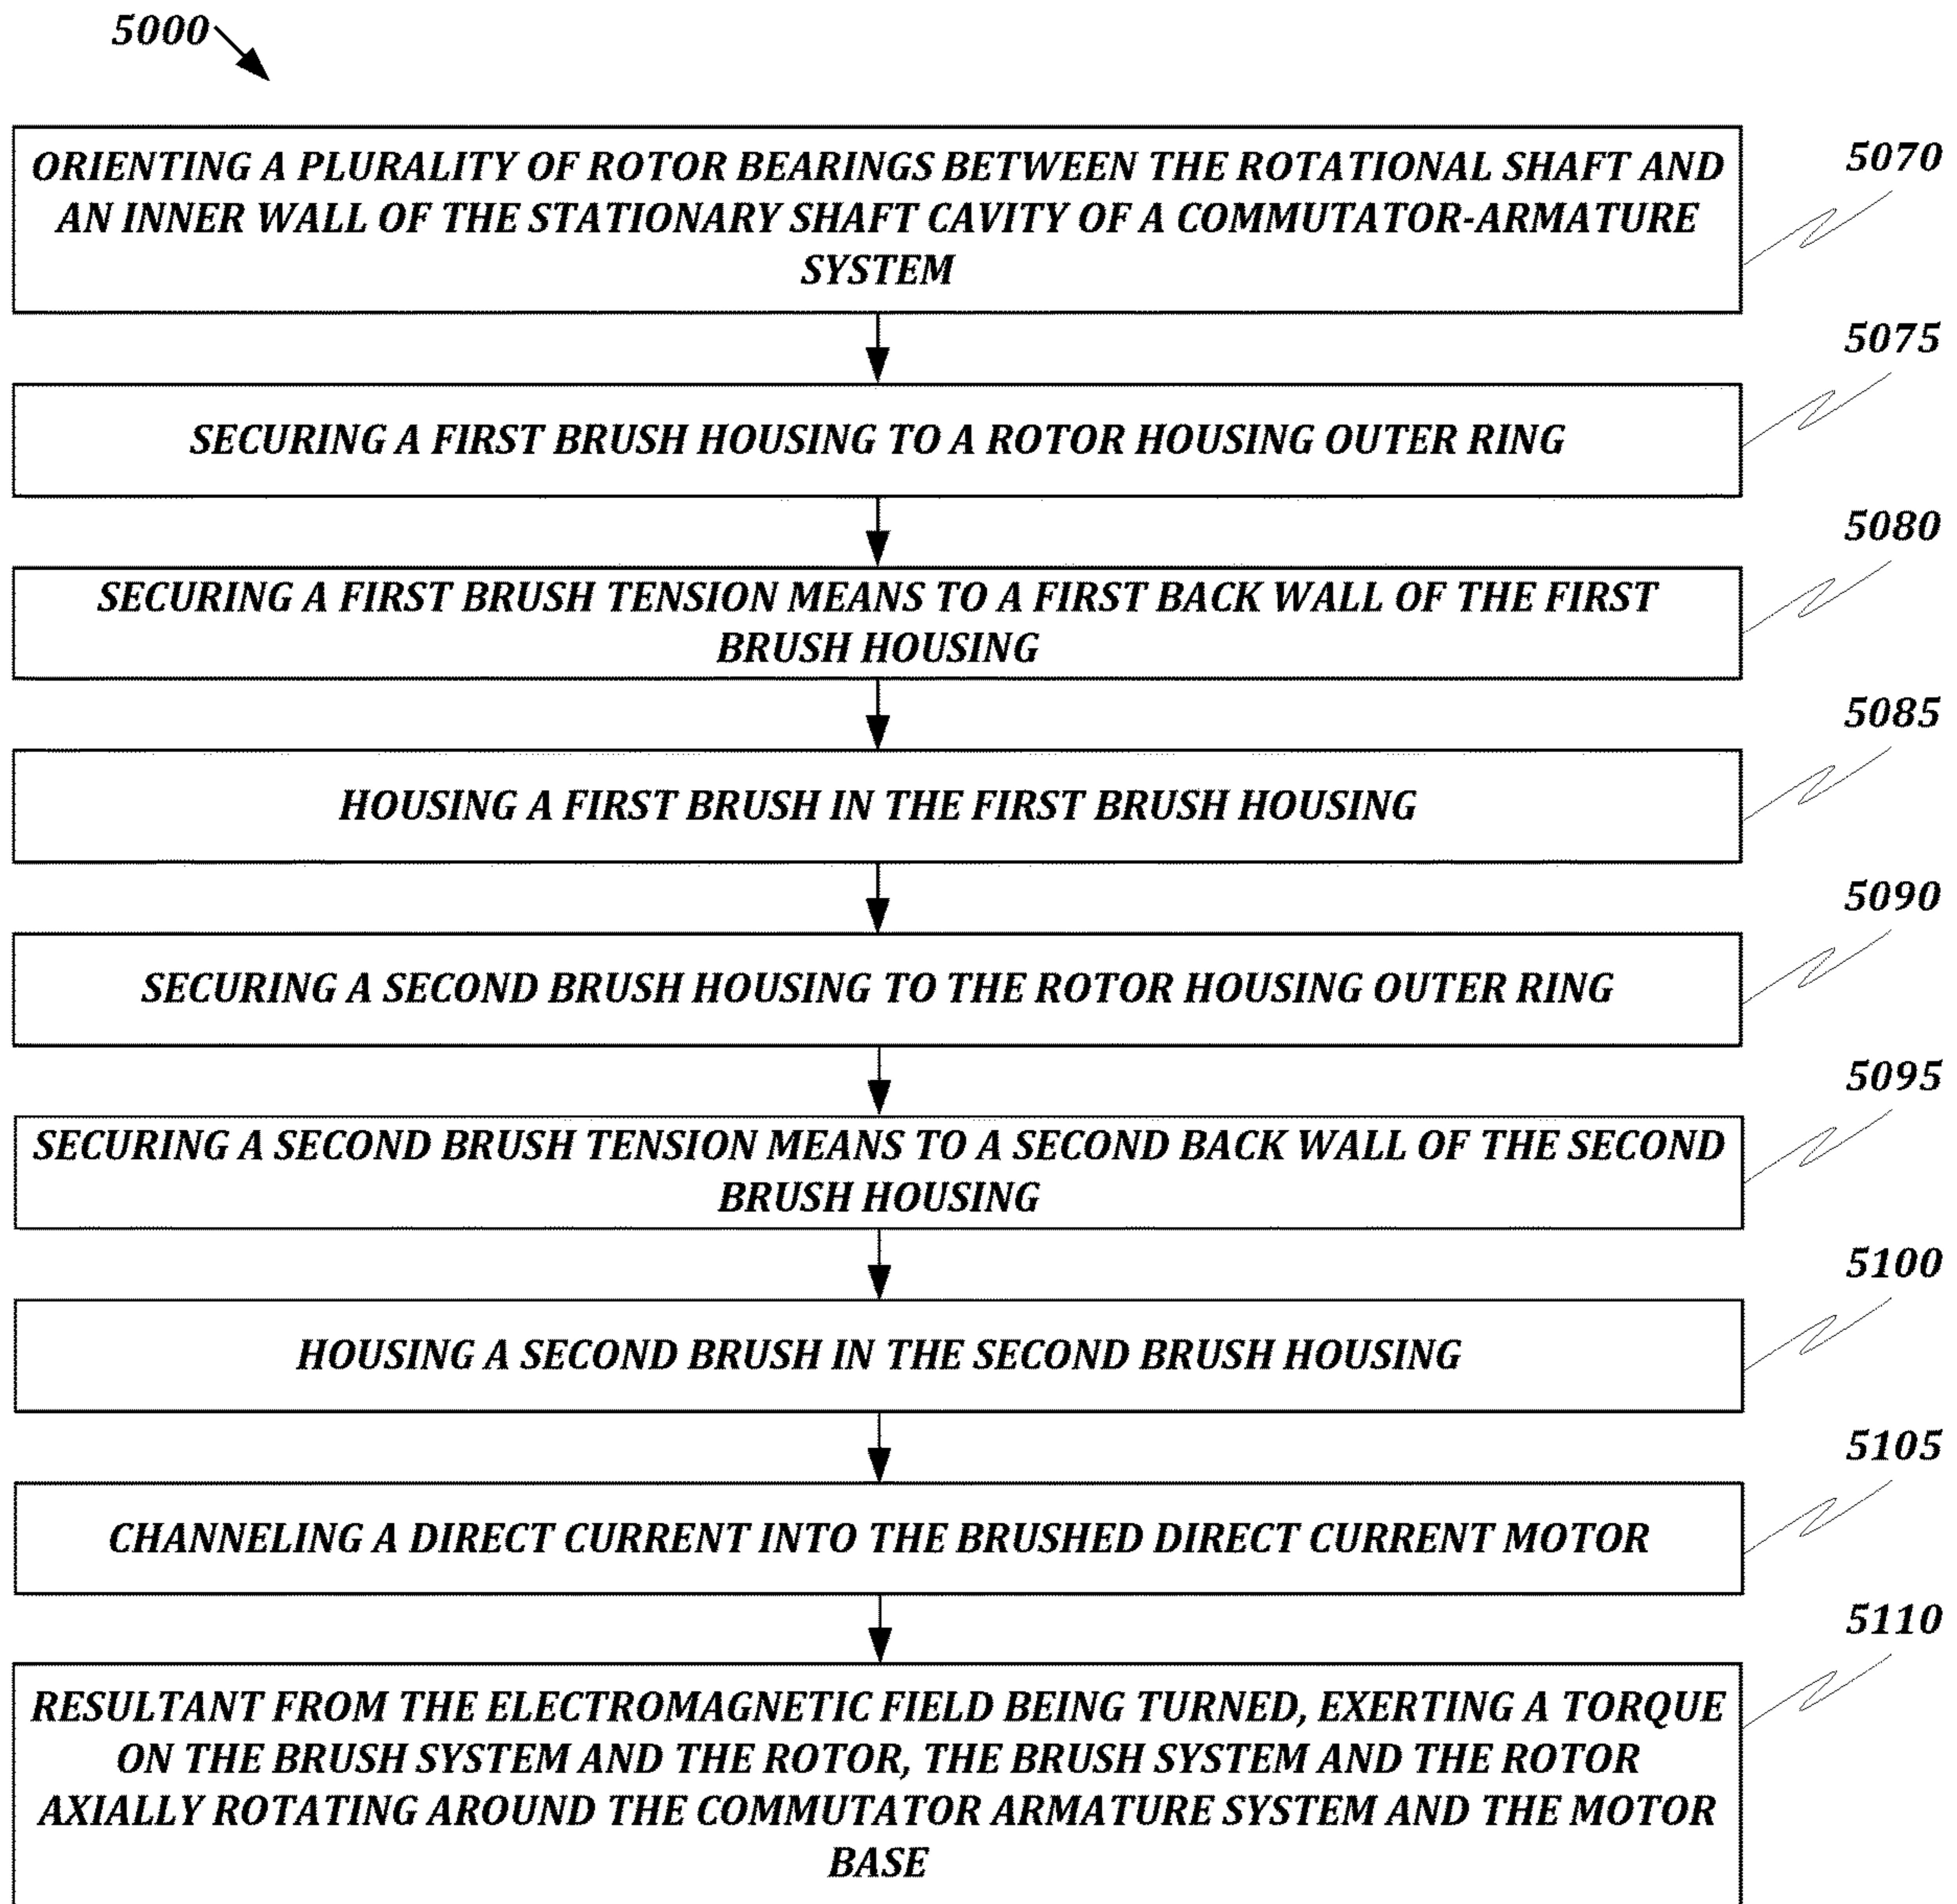 5000
ORIENTING A PLURALITY OF ROTOR BEARINGS BETWEEN THE ROTATIONAL SHAFT AND
AN INNER WALL OF THE STATIONARY SHAFT CAVITY OF A COMMUTATOR-ARMATURE
SYSTEM
5070
SECURING A FIRST BRUSH HOUSING TO A ROTOR HOUSING OUTER RING
5075
SECURING A FIRST BRUSH TENSION MEANS TO A FIRST BACK WALL OF THE FIRST
BRUSH HOUSING
5080
HOUSING A FIRST BRUSH IN THE FIRST BRUSH HOUSING
5085
SECURING A SECOND BRUSH HOUSING TO THE ROTOR HOUSING OUTER RING
5090
SECURING A SECOND BRUSH TENSION MEANS TO A SECOND BACK WALL OF THE SECOND
BRUSH HOUSING
5095
HOUSING A SECOND BRUSH IN THE SECOND BRUSH HOUSING
5100
CHANNELING A DIRECT CURRENT INTO THE BRUSHED DIRECT CURRENT MOTOR
5105
RESULTANT FROM THE ELECTROMAGNETIC FIELD BEING TURNED, EXERTING A TORQUE
ON THE BRUSH SYSTEM AND THE ROTOR, THE BRUSH SYSTEM AND THE ROTOR
AXIALLY ROTATING AROUND THE COMMUTATOR ARMATURE SYSTEM AND THE MOTOR
BASE
5110